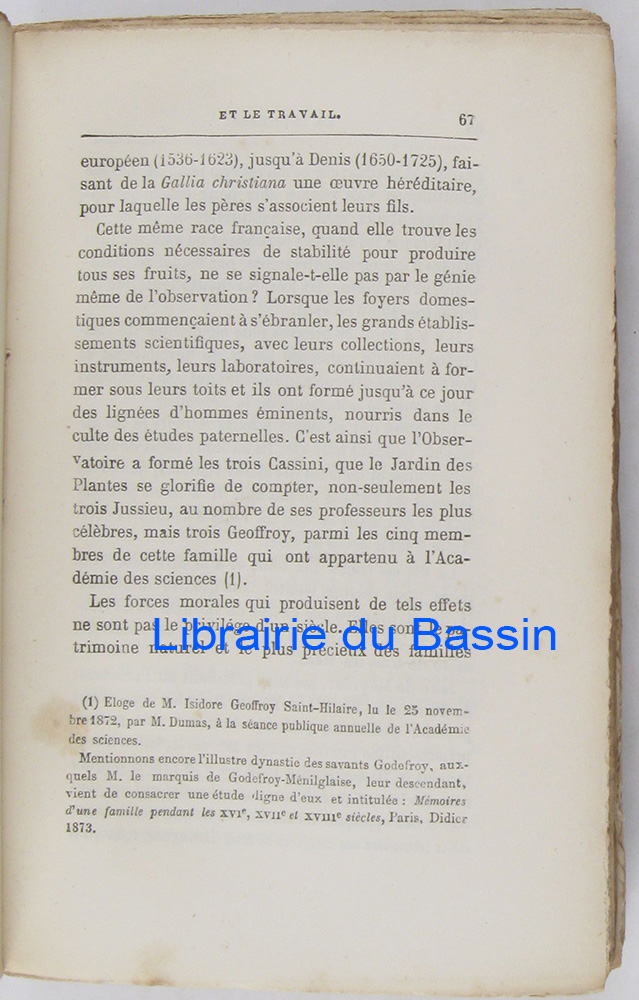 ET LE TRAVAIL. 67
européen (1536-1623), jusqu'à Denis (1650-1725), fai-
sant de la Gallia christiana une œuvre héréditaire,
pour laquelle les pères s'associent leurs fils.
Cette même race française, quand elle trouve les
conditions nécessaires de stabilité pour produire
tous ses fruits, ne se signale-t-elle pas par le génie
même de l'observation ? Lorsque les foyers domes-
tiques commençaient à s'ébranler, les grands établis-
sements scientifiques, avec leurs collections, leurs
instruments, leurs laboratoires, continuaient à for-
mer sous leurs toits et ils ont formé jusqu'à ce jour
des lignées d'hommes éminents, nourris dans le
culte des études paternelles. C'est ainsi que l'Obser-
vatoire a formé les trois Cassini, que le Jardin des
Plantes se glorifie de compter, non-seulement les
trois Jussieu, au nombre de ses professeurs les plus
célèbres, mais trois Geoffroy, parmi les cinq mem-
bres de cette famille qui ont appartenu à l'Aca-
démie des sciences (1).
Les forces morales qui produisent de tels effets
ne sont pas le privilége d'un siècle. Elles sont le pa-
trimoine naturel et le plus précieux des familles
Librairie du Bassin
(1) Eloge de M. Isidore Geoffroy Saint-Hilaire, lu le 25 novem-
bre 1872, par M. Dumas, à la séance publique annuelle de l'Académie
des sciences.
Mentionnons encore l'illustre dynastie des savants Godefroy, aux-
quels M. le marquis de Godefroy-Ménilglaise, leur descendant,
vient de consacrer une étude digne d'eux et intitulée : Mémoires
d'une famille pendant les XVIe, XVIIe et XVIIIe siècles, Paris, Didier
1873.